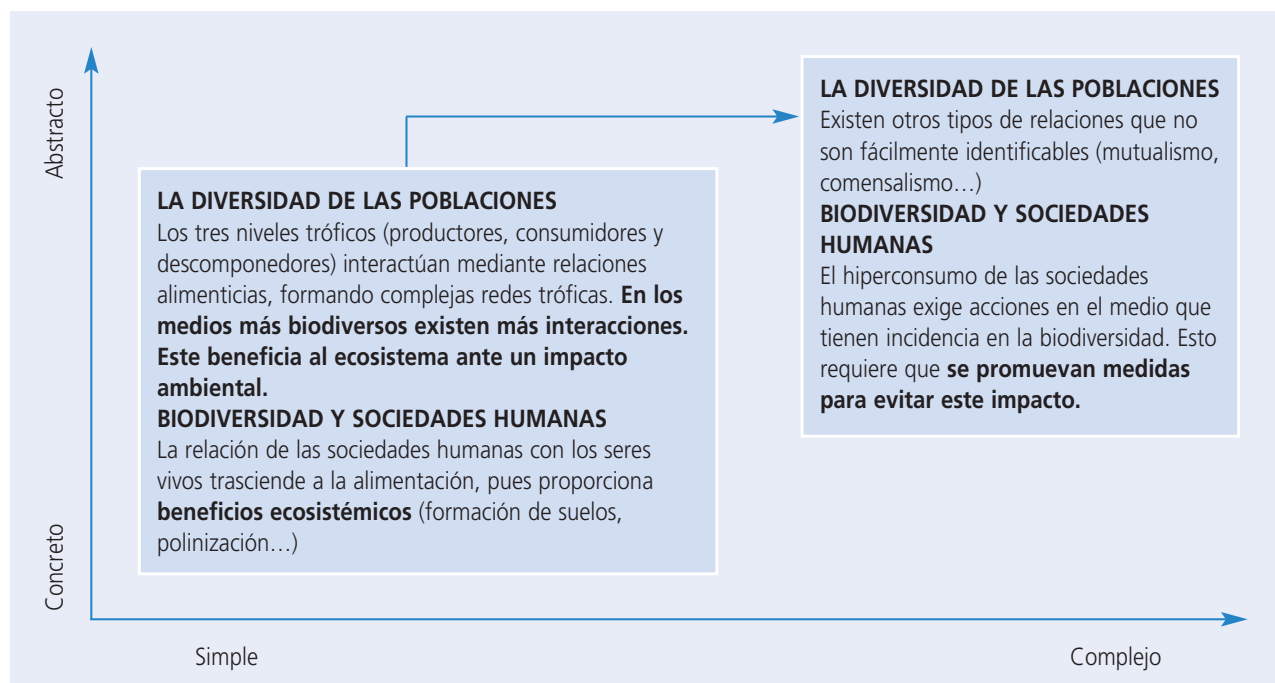 Abstracto
Concreto
LA DIVERSIDAD DE LAS POBLACIONES
Los tres niveles tróficos (productores, consumidores y
descomponedores) interactúan mediante relaciones
alimenticias, formando complejas redes tróficas. En los
medios más biodiversos existen más interacciones.
Este beneficia al ecosistema ante un impacto
ambiental.
BIODIVERSIDAD Y SOCIEDADES HUMANAS
La relación de las sociedades humanas con los seres
vivos trasciende a la alimentación, pues proporciona
beneficios ecosistémicos (formación de suelos,
polinización…)
LA DIVERSIDAD DE LAS POBLACIONES
Existen otros tipos de relaciones que no
son fácilmente identificables (mutualismo,
comensalismo…)
BIODIVERSIDAD Y SOCIEDADES
HUMANAS
El hiperconsumo de las sociedades
humanas exige acciones en el medio que
tienen incidencia en la biodiversidad. Esto
requiere que se promuevan medidas
para evitar este impacto.
Simple
Complejo